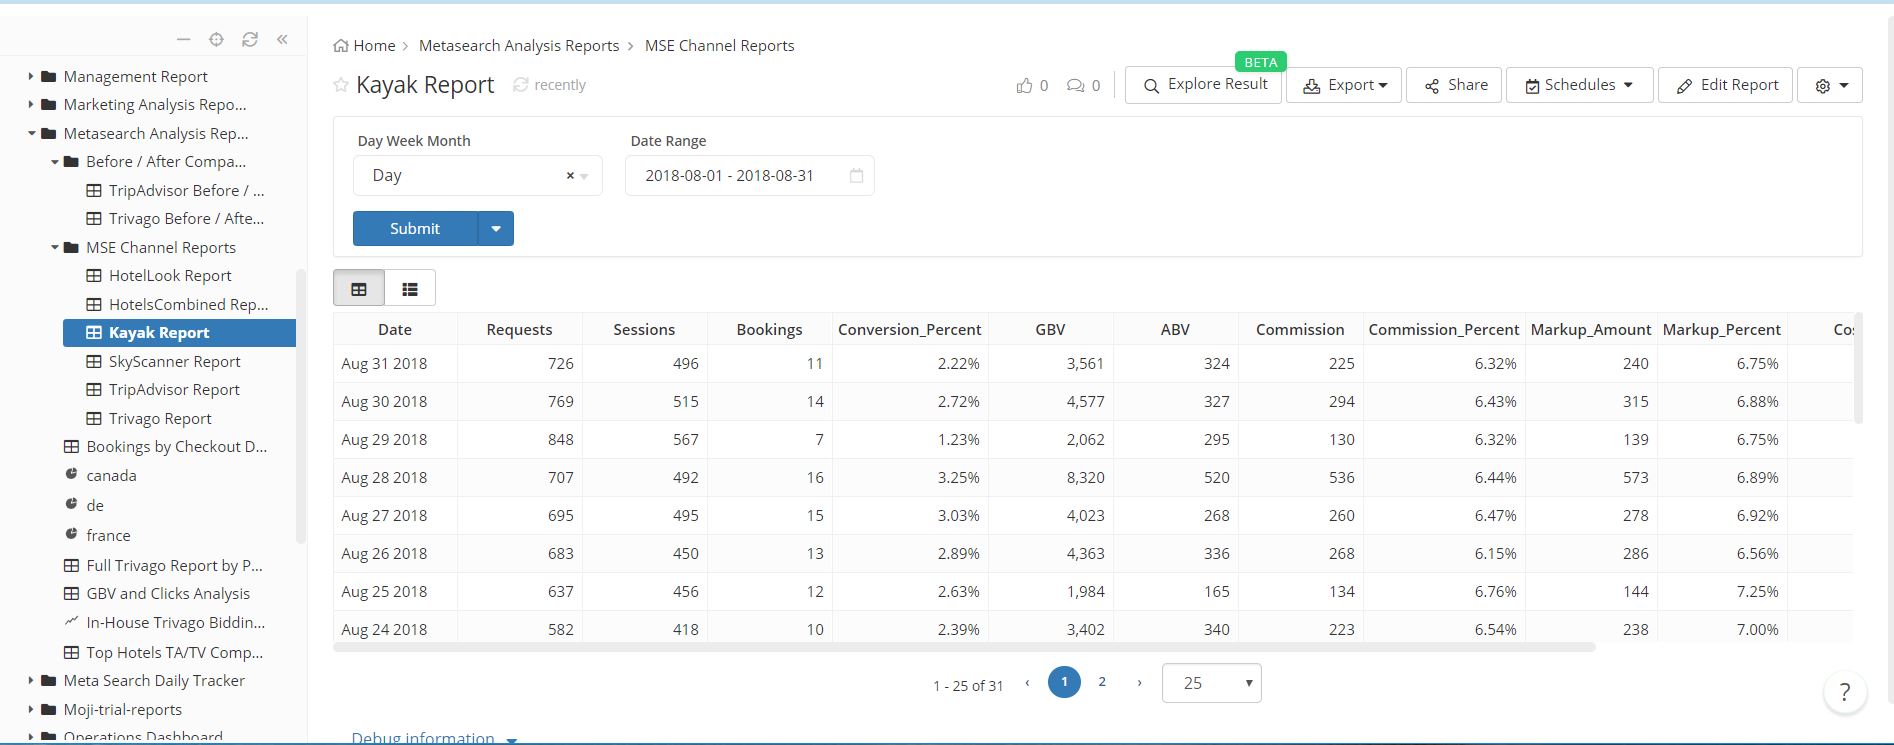 Management Report
Marketing Analysis Repo...
Metasearch Analysis Rep...
Before / After Compa...
TripAdvisor Before / ...
Trivago Before / Afte...
MSE Channel Reports
HotelLook Report
HotelsCombined Rep...
Kayak Report
SkyScanner Report
TripAdvisor Report
Trivago Report
Bookings by Checkout D...
canada
de
france
Full Trivago Report by P...
GBV and Clicks Analysis
In-House Trivago Biddin...
Top Hotels TA/TV Comp...
Meta Search Daily Tracker
Moji-trial-reports
Operations Dashboard
Home › Metasearch Analysis Reports › MSE Channel Reports
BETA
Kayak Report recently 0 0 Explore Result Export Share Schedules Edit Report
Day Week Month Date Range
Day × 2018-08-01 - 2018-08-31
Submit
Date Requests Sessions Bookings Conversion_Percent GBV ABV Commission Commission_Percent Markup_Amount Markup_Percent Cos
Aug 31 2018 726 496 11 2.22% 3,561 324 225 6.32% 240 6.75%
Aug 30 2018 769 515 14 2.72% 4,577 327 294 6.43% 315 6.88%
Aug 29 2018 848 567 7 1.23% 2,062 295 130 6.32% 139 6.75%
Aug 28 2018 707 492 16 3.25% 8,320 520 536 6.44% 573 6.89%
Aug 27 2018 695 495 15 3.03% 4,023 268 260 6.47% 278 6.92%
Aug 26 2018 683 450 13 2.89% 4,363 336 268 6.15% 286 6.56%
Aug 25 2018 637 456 12 2.63% 1,984 165 134 6.76% 144 7.25%
Aug 24 2018 582 418 10 2.39% 3,402 340 223 6.54% 238 7.00%
1 - 25 of 31 ‹ 1 2 › 25
?
Debug information